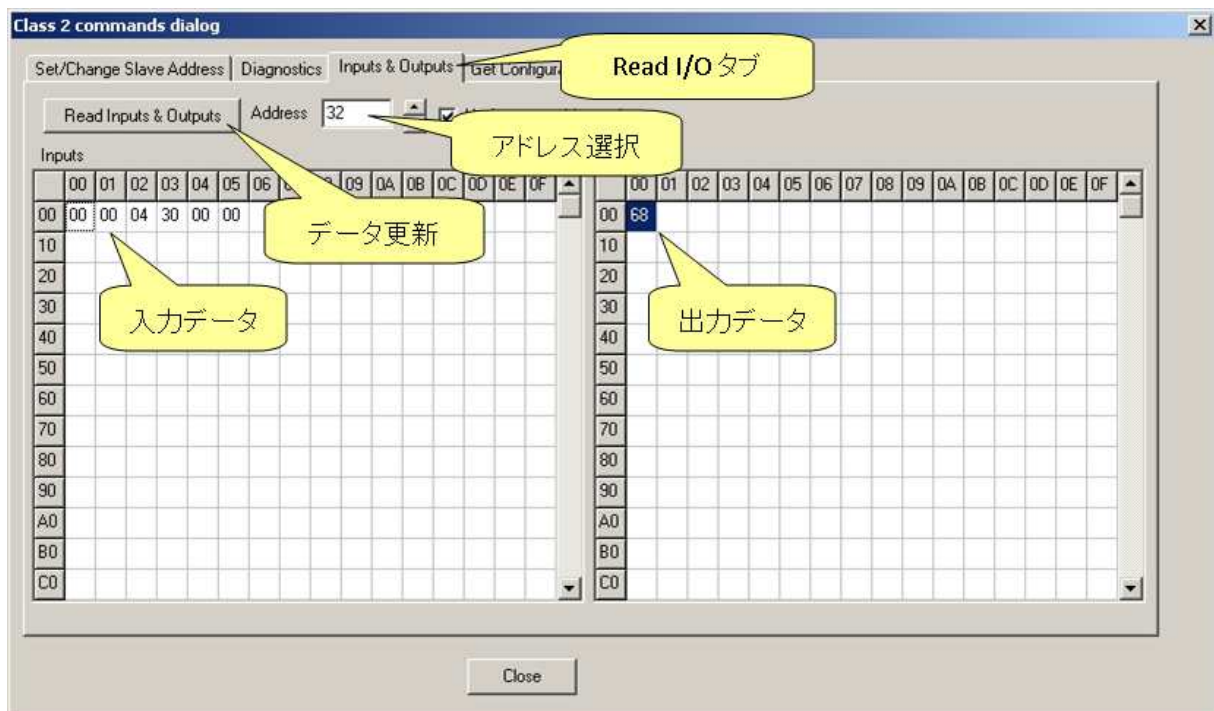 Class 2 commands dialog
Set/Change Slave Address Diagnostics Inputs & Outputs Get Read I/O タブ
Read Inputs & Outputs Address 32 アドレス選択
Inputs
00 01 02 03 04 05 06 09 0A 0B 0C 0D 0E 0F 00 01 02 03 04 05 06 07 08 09 0A 0B 0C 0D 0E 0F
00 00 00 04 30 00 00 データ更新 00 68
10 10
20 20
30 入力データ 30 出力データ
40 40
50 50
60 60
70 70
80 80
90 90
A0 A0
B0 B0
C0 C0
Close